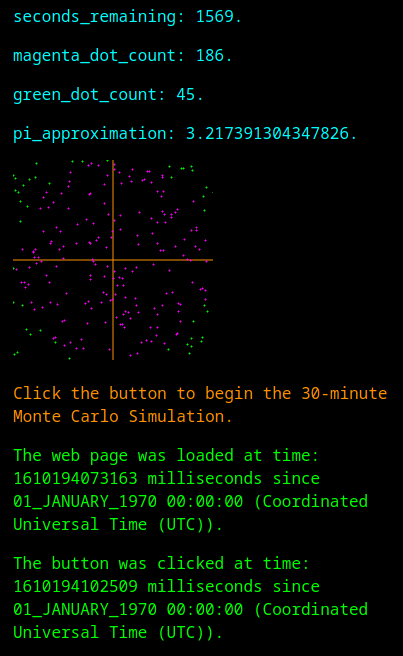 seconds_remaining: 1569.
magenta_dot_count: 186.
green_dot_count: 45.
pi_approximation: 3.217391304347826.
Click the button to begin the 30-minute
Monte Carlo Simulation.
The web page was loaded at time:
1610194073163 milliseconds since
01_JANUARY_1970 00:00:00 (Coordinated
Universal Time (UTC)).
The button was clicked at time:
1610194102509 milliseconds since
01_JANUARY_1970 00:00:00 (Coordinated
Universal Time (UTC)).